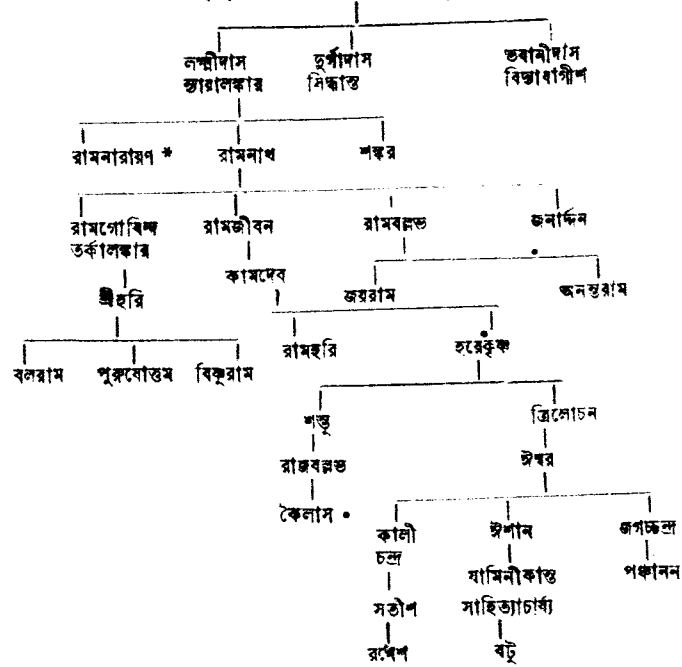 লক্ষ্মীদাস দুর্গাদাস ভবানীদাস
ন্যায়ালঙ্কার সিদ্ধান্ত বিদ্যাবাগীশ
রামনারায়ণ * রামনাথ শঙ্কর
রামগোবিন্দ রামজীবন রামবল্লভ জনার্দ্দন
তর্কালঙ্কার
কামদেব
শ্রীহরি জয়রাম অনন্তরাম
রামহরি হরেকৃষ্ণ
বলরাম পুরুষোত্তম বিষ্ণুরাম
শম্ভু ত্রিলোচন
রাজবল্লভ ঈশ্বর
কৈলাস
কালী ঈশান জগচ্চন্দ্র
চন্দ্র
যামিনীকান্ত পঞ্চানন
সতীশ সাহিত্যাচার্য্য
রমেশ বটু